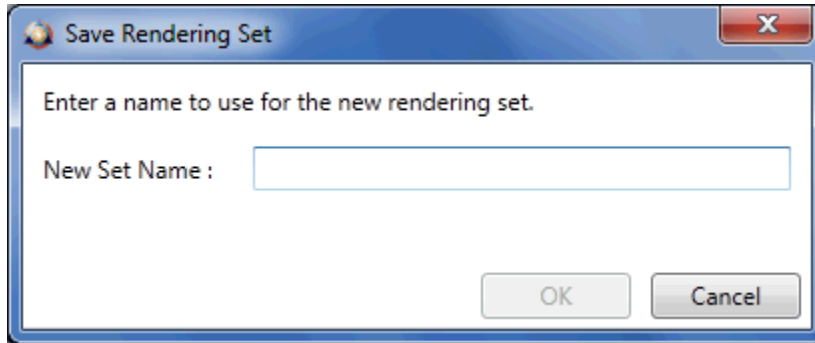 Save Rendering Set
Enter a name to use for the new rendering set.
New Set Name :
OK Cancel